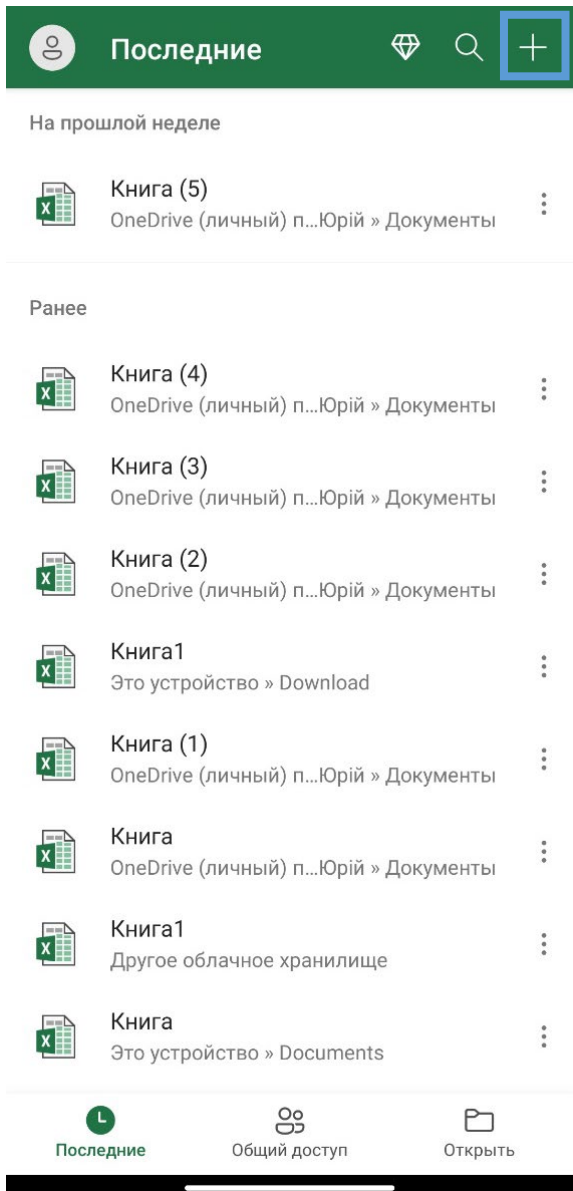 Последние
На прошлой неделе
Книга (5)
OneDrive (личный) п...Юрій » Документы
Ранее
Книга (4)
OneDrive (личный) п...Юрій » Документы
Книга (3)
OneDrive (личный) п...Юрій » Документы
Книга (2)
OneDrive (личный) п...Юрій » Документы
Книга1
Это устройство » Download
Книга (1)
OneDrive (личный) п...Юрій » Документы
Книга
OneDrive (личный) п...Юрій » Документы
Книга1
Другое облачное хранилище
Книга
Это устройство » Documents
Последние Общий доступ Открыть